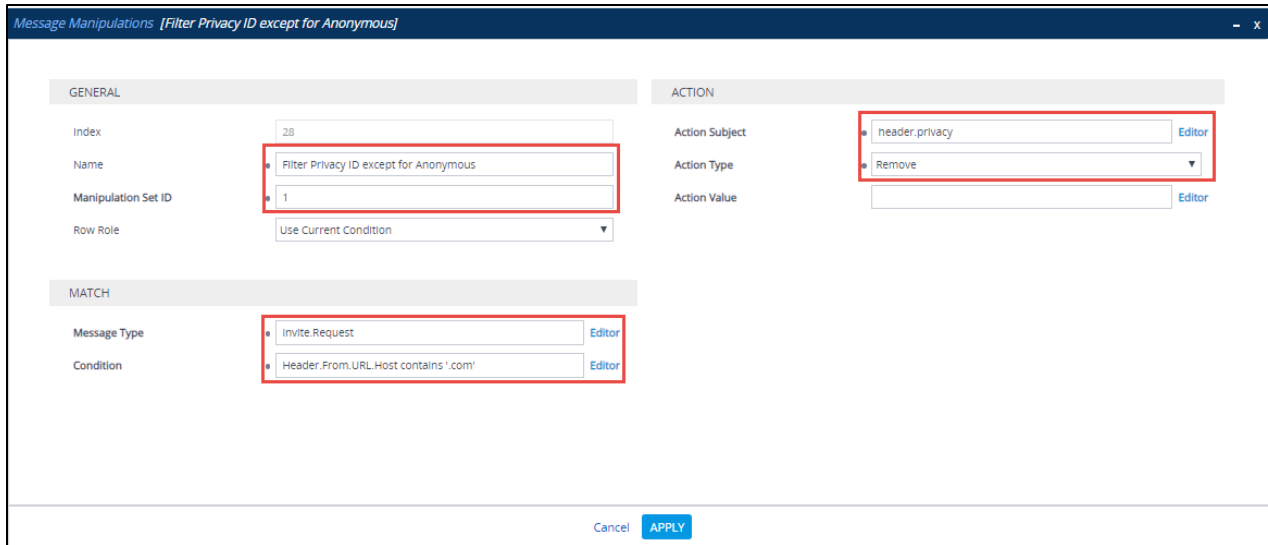 Message Manipulations [Filter Privacy ID except for Anonymous] – x
GENERAL
Index 28
Name Filter Privacy ID except for Anonymous
Manipulation Set ID 1
Row Role Use Current Condition
MATCH
Message Type Invite.Request Editor
Condition Header.From.URL.Host contains '.com' Editor
ACTION
Action Subject header.privacy Editor
Action Type Remove
Action Value Editor
Cancel APPLY